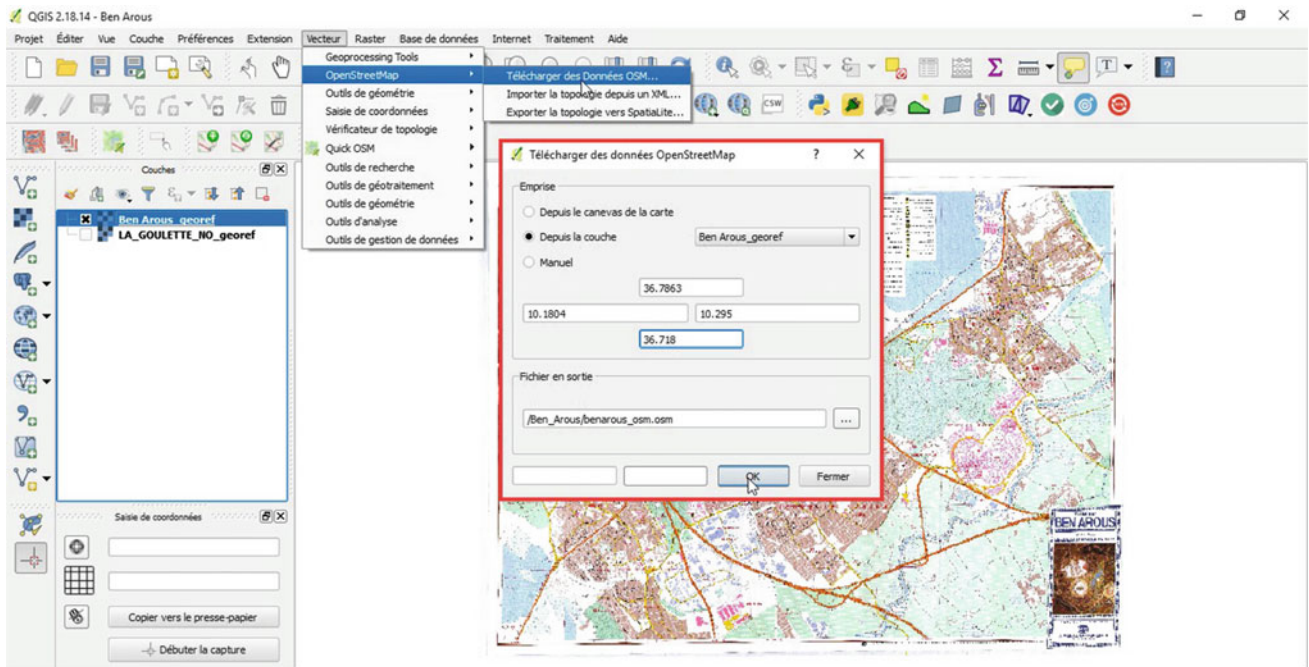 QGIS 2.18.14 - Ben Arous
Projet Éditer Vue Couche Préférences Extension Vecteur Raster Base de données Internet Traitement Aide
Geoprocessing Tools
OpenStreetMap
Outils de géométrie
Saisie de coordonnées
Vérificateur de topologie
Quick OSM
Outils de recherche
Outils de géotraitement
Outils de géométrie
Outils d'analyse
Outils de gestion de données
Télécharger des Données OSM...
Importer la topologie depuis un XML...
Exporter la topologie vers SpatiaLite...
CSW
Couches
Ben Arous_georef
LA_GOULETTE_NO_georef
Télécharger des données OpenStreetMap
Emprise
Depuis le canevas de la carte
Depuis la couche Ben Arous_georef
Manuel
36.7863
10.1804 10.295
36.718
Fichier en sortie
/Ben_Arous/benarous_osm.osm ...
OK Fermer
Saisie de coordonnées
Copier vers le presse-papier
Débuter la capture
BEN AROUS